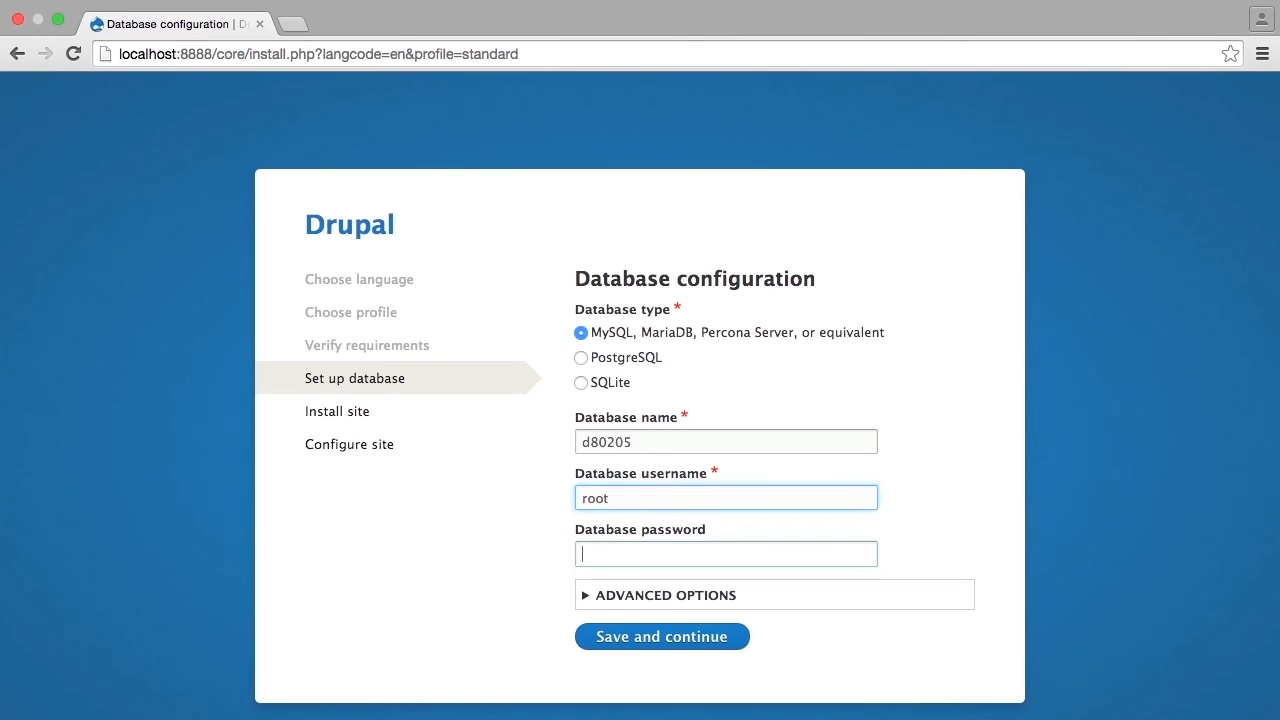 Database configuration | D
localhost:8888/core/install.php?langcode=en&profile=standard
Drupal
Choose language
Choose profile
Verify requirements
Set up database
Install site
Configure site
Database configuration
Database type *
MySQL, MariaDB, Percona Server, or equivalent
PostgreSQL
SQLite
Database name *
d80205
Database username *
root
Database password
ADVANCED OPTIONS
Save and continue